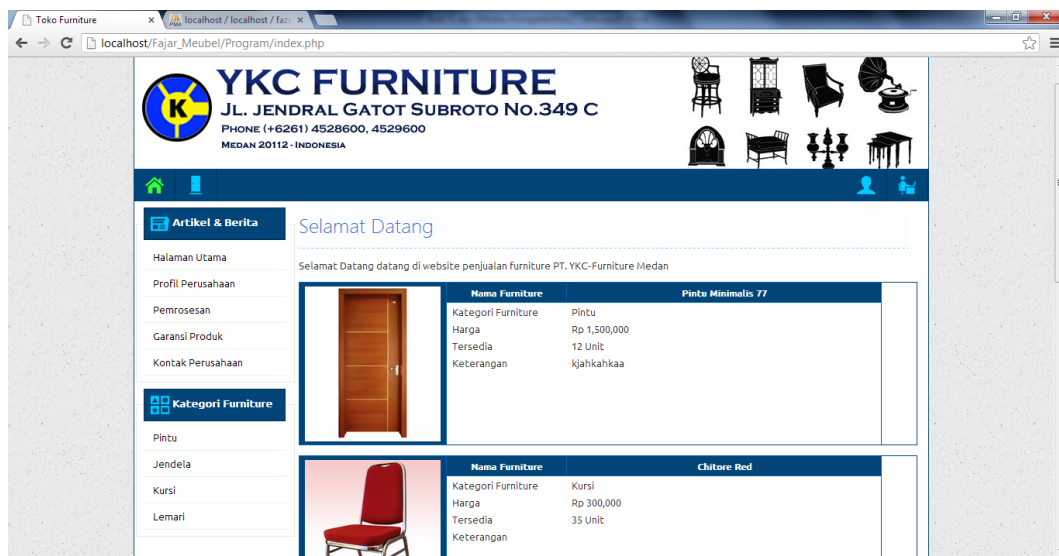 Toko Furniture
localhost / localhost / faz
localhost/Fajar_Meubel/Program/index.php
K
YKC FURNITURE
JL. JENDRAL GATOT SUBROTO NO.349 C
PHONE (+6261) 4528600, 4529600
MEDAN 20112 - INDONESIA
Artikel & Berita
Halaman Utama
Profil Perusahaan
Pemrosesan
Garansi Produk
Kontak Perusahaan
Kategori Furniture
Pintu
Jendela
Kursi
Lemari
Selamat Datang
Selamat Datang datang di website penjualan furniture PT. YKC-Furniture Medan
Nama Furniture Pintu Minimalis 77
Kategori Furniture Pintu
Harga Rp 1,500,000
Tersedia 12 Unit
Keterangan kjahkahkaa
Nama Furniture Chitore Red
Kategori Furniture Kursi
Harga Rp 300,000
Tersedia 35 Unit
Keterangan